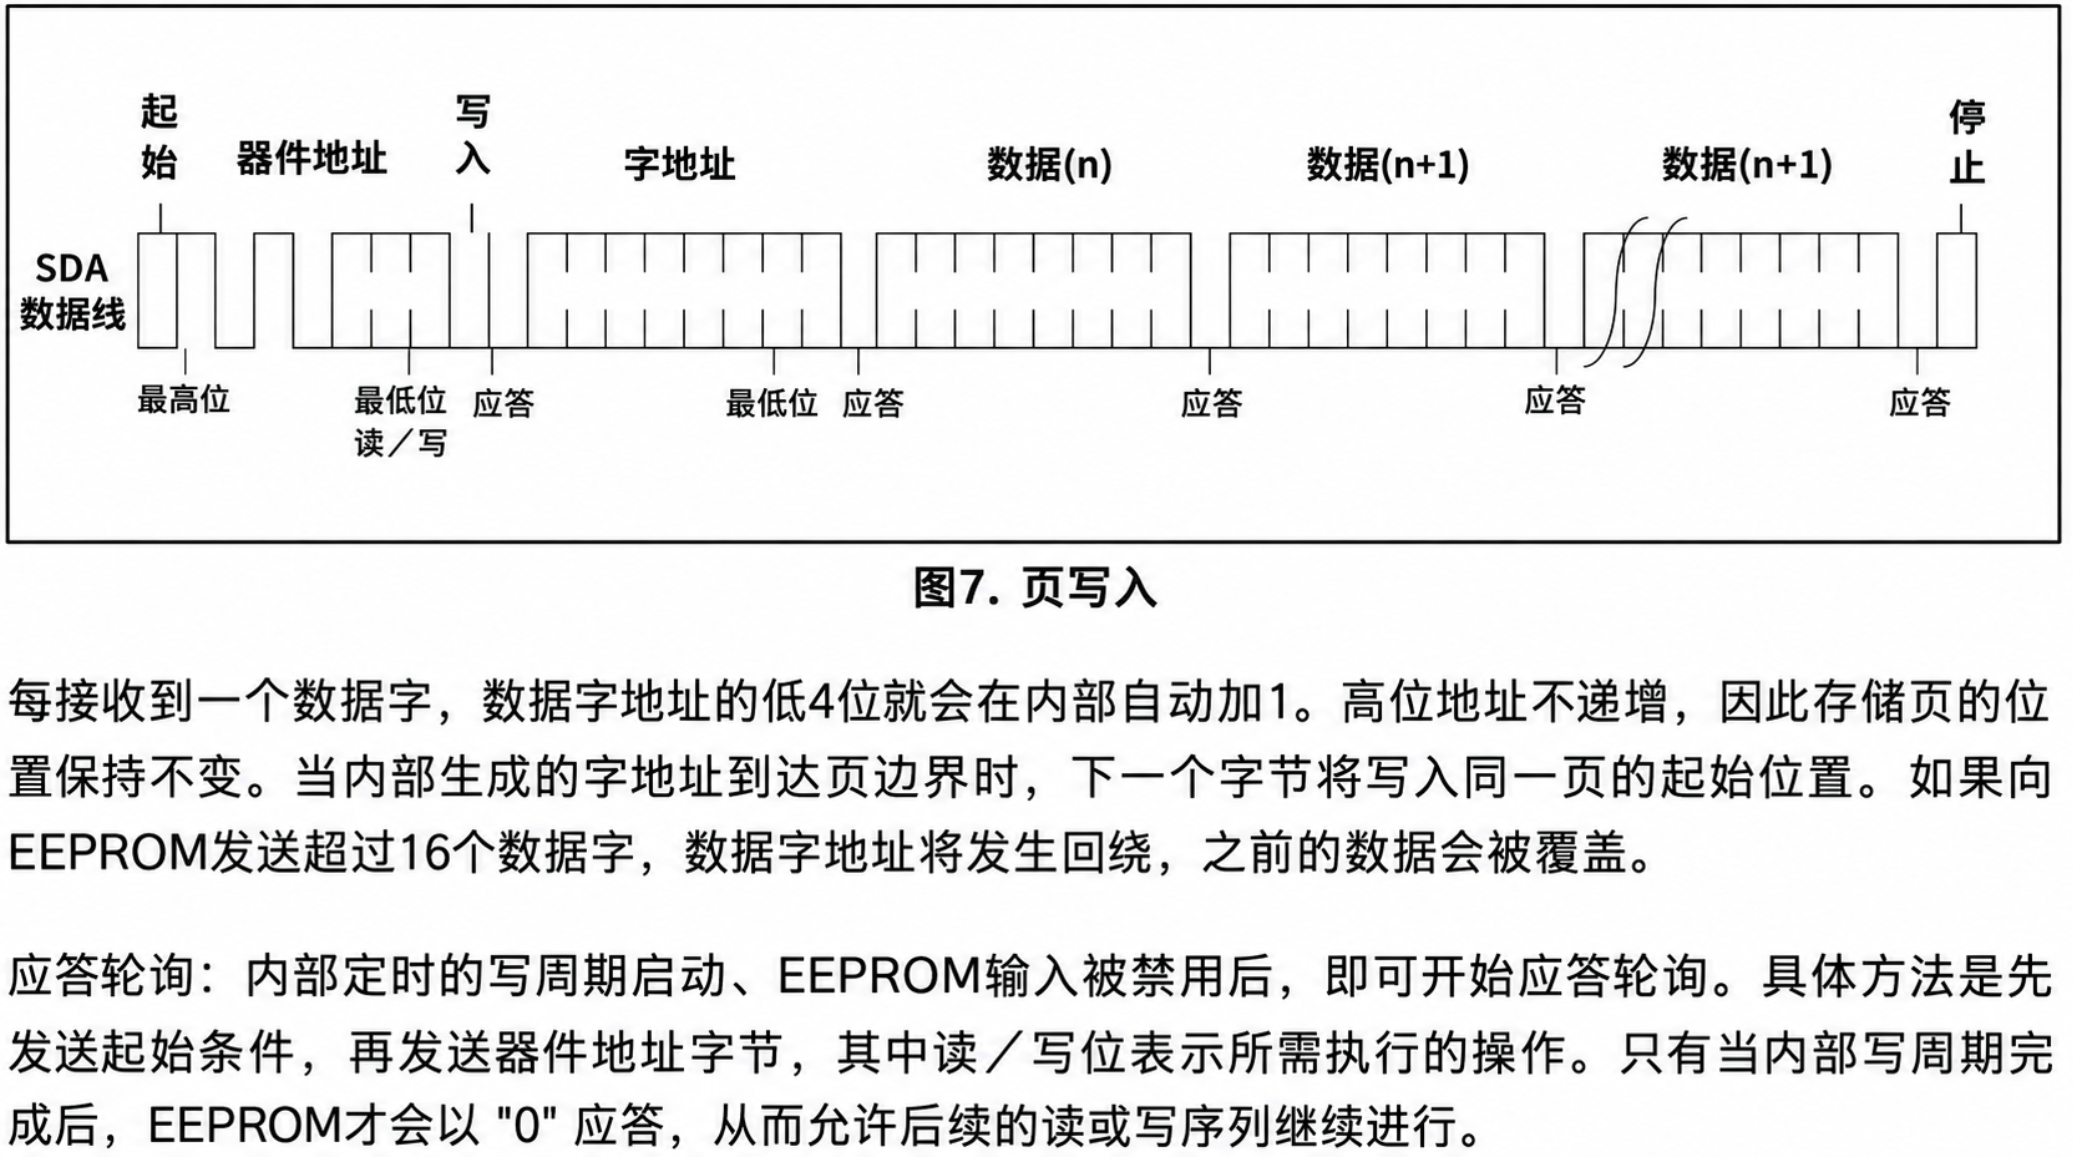 起始
器件地址
写入
字地址
数据(n)
数据(n+1)
数据(n+1)
停止
SDA
数据线
最高位
最低位
读／写
应答
最低位
应答
应答
应答
应答
图7. 页写入
每接收到一个数据字，数据字地址的低4位就会在内部自动加1。高位地址不递增，因此存储页的位
置保持不变。当内部生成的字地址到达页边界时，下一个字节将写入同一页的起始位置。如果向
EEPROM发送超过16个数据字，数据字地址将发生回绕，之前的数据会被覆盖。
应答轮询：内部定时的写周期启动、EEPROM输入被禁用后，即可开始应答轮询。具体方法是先
发送起始条件，再发送器件地址字节，其中读／写位表示所需执行的操作。只有当内部写周期完
成后，EEPROM才会以 "0" 应答，从而允许后续的读或写序列继续进行。